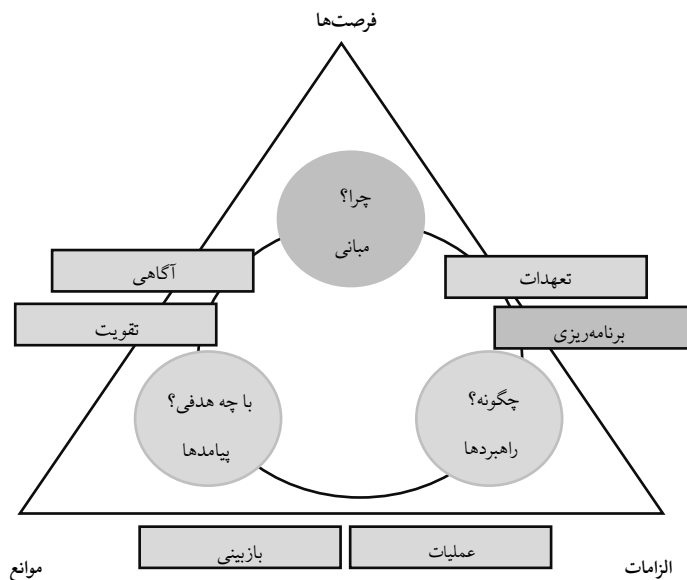 فرصت‌ها
چرا؟
مبانی
آگاهی
تعهدات
تقویت
برنامه‌ریزی
با چه هدفی؟
پیامدها
چگونه؟
راهبردها
بازبینی
عملیات
موانع
الزامات